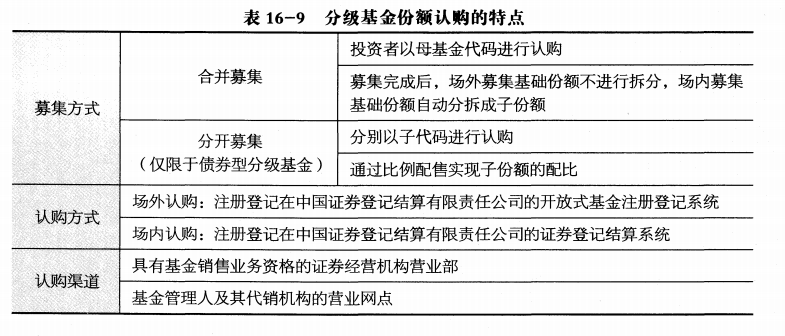 表 16-9 分级基金份额认购的特点
募集方式
合并募集
投资者以母基金代码进行认购
募集完成后，场外募集基础份额不进行拆分，场内募集
基础份额自动分拆成子份额
分开募集
（仅限于债券型分级基金）
分别以子代码进行认购
通过比例配售实现子份额的配比
认购方式
场外认购：注册登记在中国证券登记结算有限责任公司的开放式基金注册登记系统
场内认购：注册登记在中国证券登记结算有限责任公司的证券登记结算系统
认购渠道
具有基金销售业务资格的证券经营机构营业部
基金管理人及其代销机构的营业网点